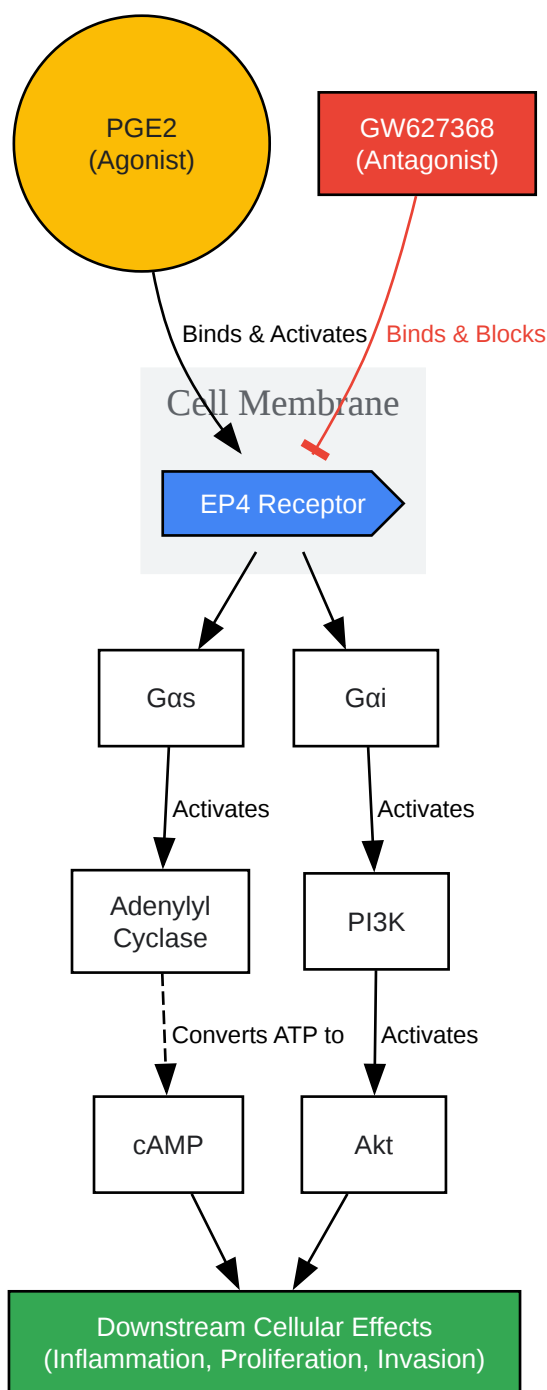 PGE2
(Agonist)
GW627368
(Antagonist)
Binds & Activates
Binds & Blocks
Cell Membrane
EP4 Receptor
Gαs
Gαi
Activates
Activates
Adenylyl
Cyclase
PI3K
Converts ATP to
Activates
cAMP
Akt
Downstream Cellular Effects
(Inflammation, Proliferation, Invasion)